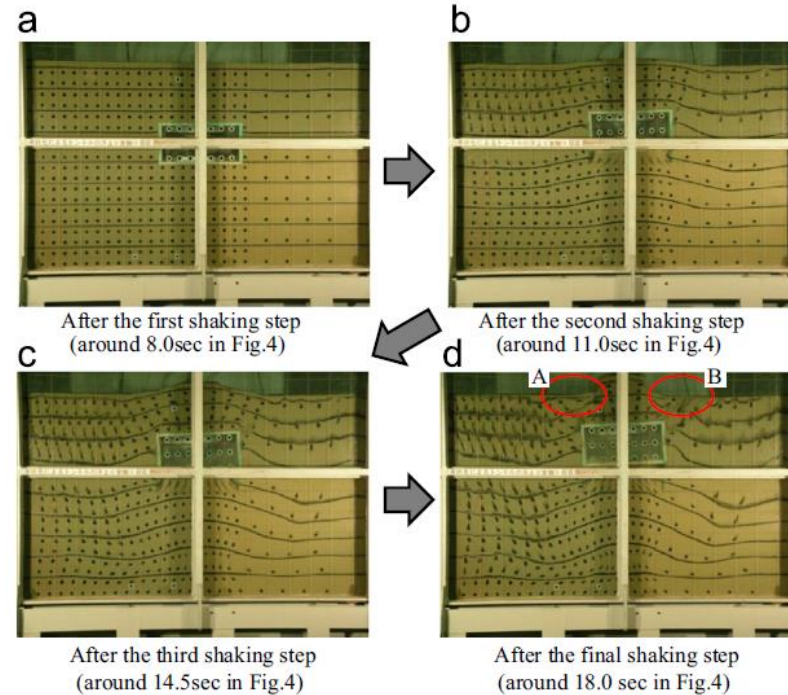 a
b
After the first shaking step
(around 8.0sec in Fig.4)
After the second shaking step
(around 11.0sec in Fig.4)
c
d
A
B
After the third shaking step
(around 14.5sec in Fig.4)
After the final shaking step
(around 18.0 sec in Fig.4)